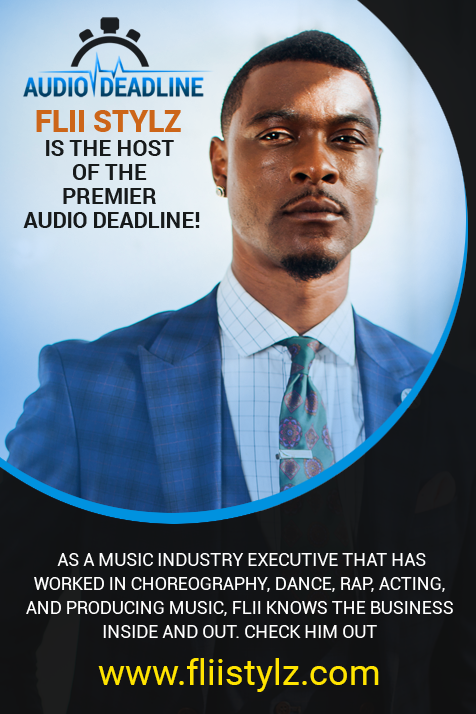 AUDIO DEADLINE
FLII STYLZ
IS THE HOST
OF THE
PREMIER
AUDIO DEADLINE!
AS A MUSIC INDUSTRY EXECUTIVE THAT HAS
WORKED IN CHOREOGRAPHY, DANCE, RAP, ACTING,
AND PRODUCING MUSIC, FLII KNOWS THE BUSINESS
INSIDE AND OUT. CHECK HIM OUT
www.fliistylz.com